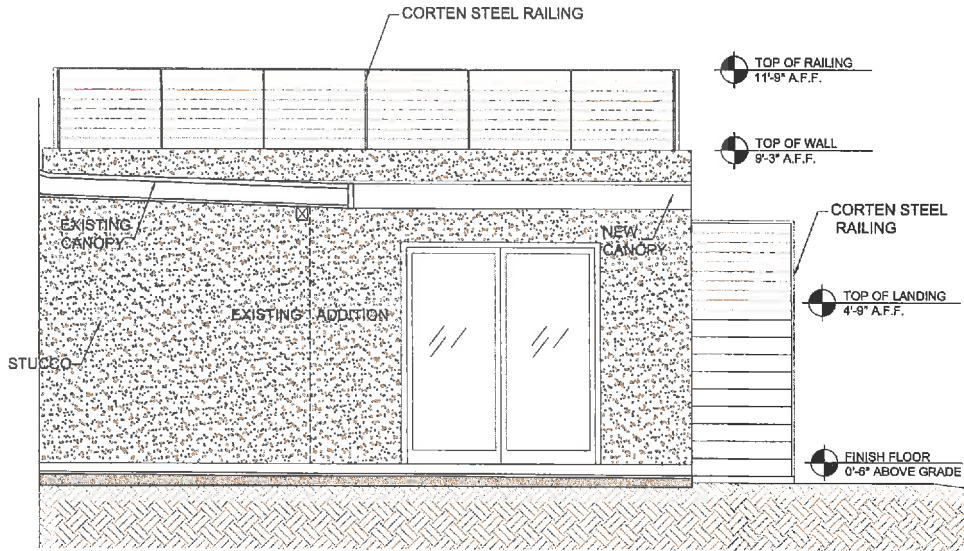 CORTEN STEEL RAILING
TOP OF RAILING
11'-9" A.F.F.
TOP OF WALL
9'-3" A.F.F.
EXISTING
CANOPY
NEW
CANOPY
CORTEN STEEL
RAILING
TOP OF LANDING
4'-9" A.F.F.
EXISTING ADDITION
STUCCO
FINISH FLOOR
0'-6" ABOVE GRADE